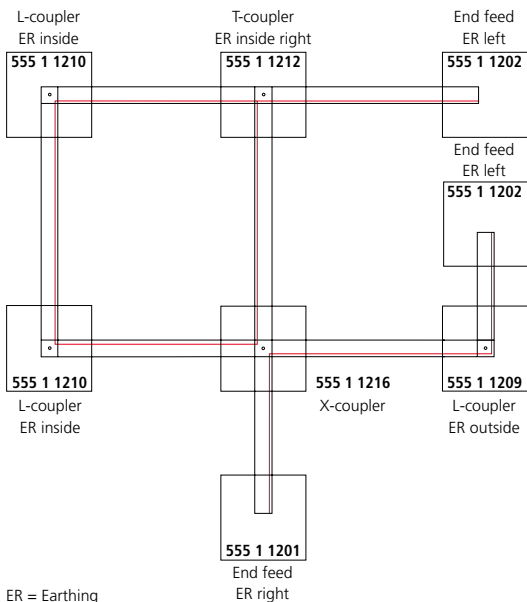 L-coupler
ER inside
555 1 1210
T-coupler
ER inside right
555 1 1212
End feed
ER left
555 1 1202
End feed
ER left
555 1 1202
555 1 1210
L-coupler
ER inside
555 1 1216
X-coupler
555 1 1209
L-coupler
ER outside
555 1 1201
End feed
ER right
ER = Earthing